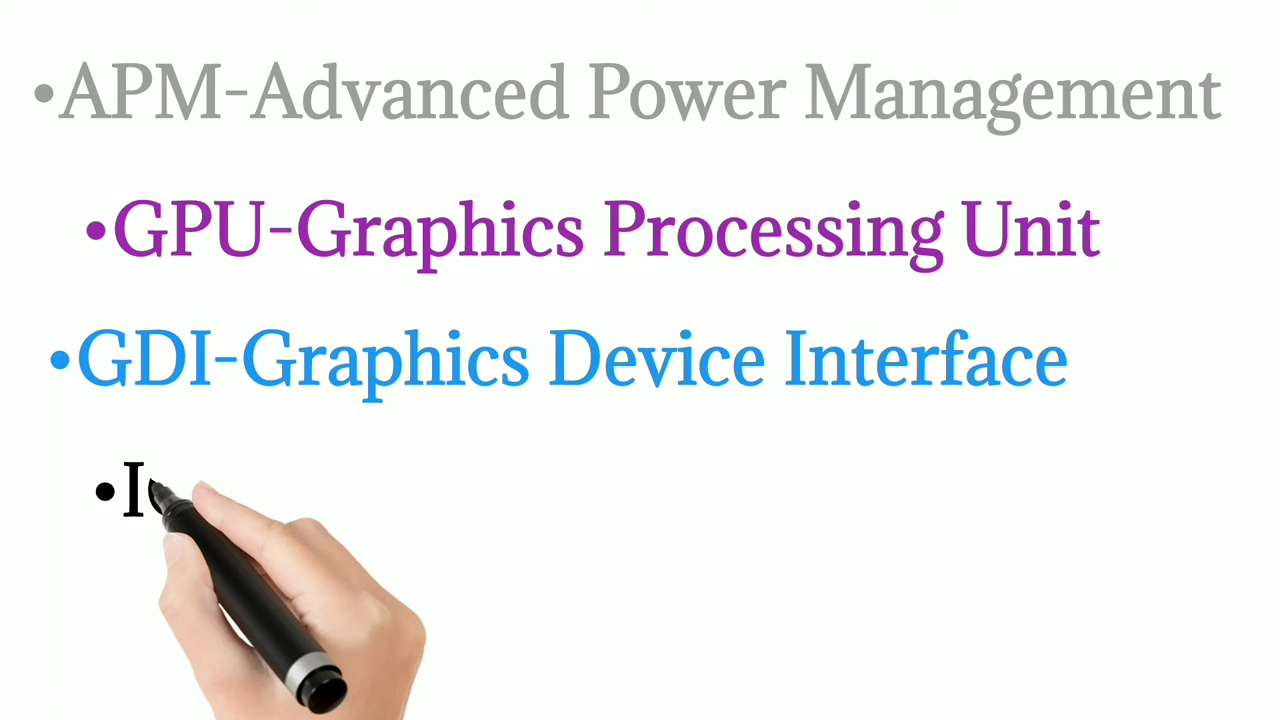 •APM-Advanced Power Management
•GPU-Graphics Processing Unit
•GDI-Graphics Device Interface
•I